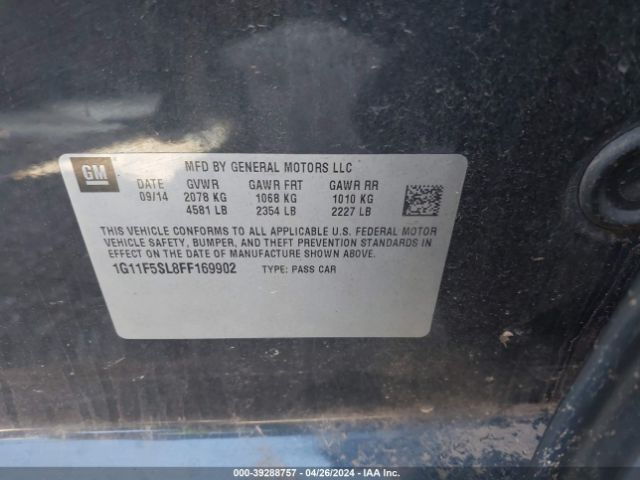 GM
MFD BY GENERAL MOTORS LLC
DATE GVWR GAWR FRT GAWR RR
09/14 2078 KG 1068 KG 1010 KG
4581 LB 2354 LB 2227 LB
THIS VEHICLE CONFORMS TO ALL APPLICABLE U.S. FEDERAL MOTOR
VEHICLE SAFETY, BUMPER, AND THEFT PREVENTION STANDARDS IN
EFFECT ON THE DATE OF MANUFACTURE SHOWN ABOVE.
1G11F5SL8FF169902 TYPE: PASS CAR
000-39288757 - 04/26/2024 - IAA Inc.